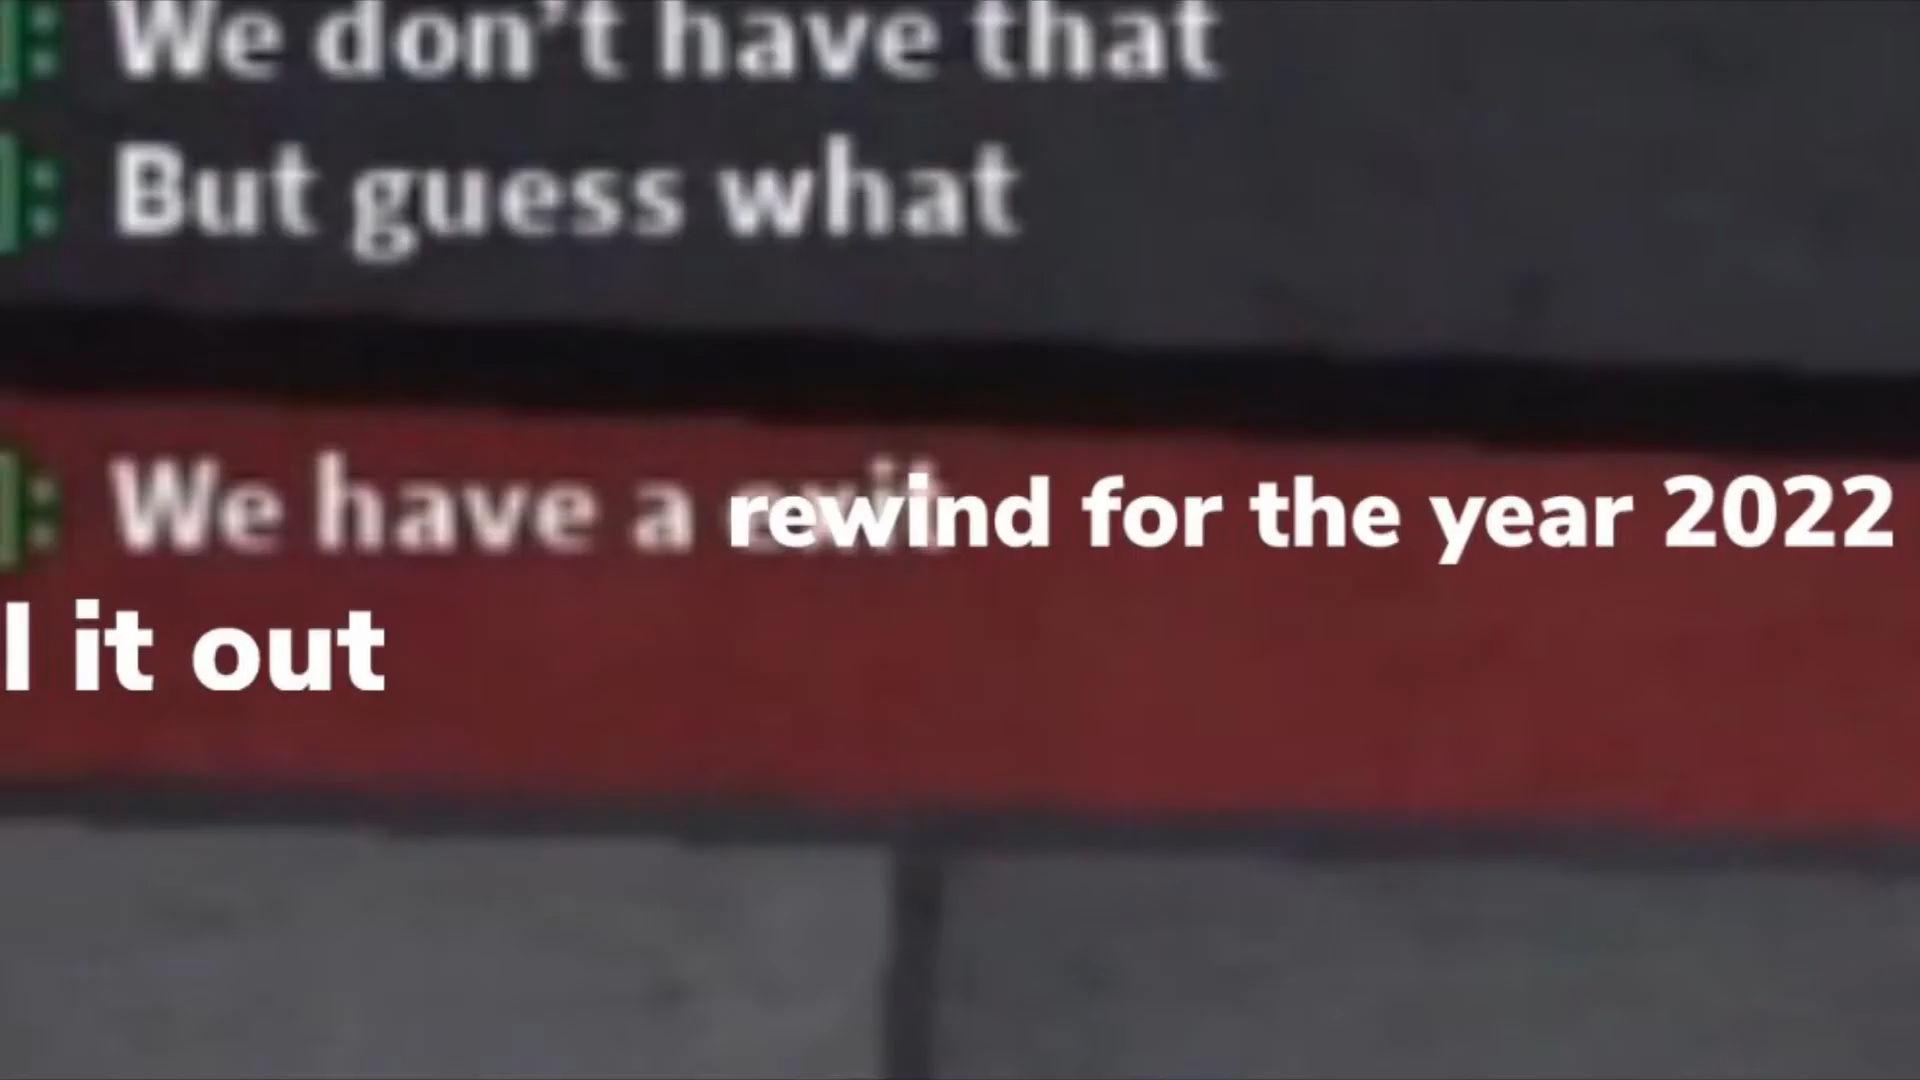 ]: We don't have that
]: But guess what
]: We have a rewind for the year 2022
l it out